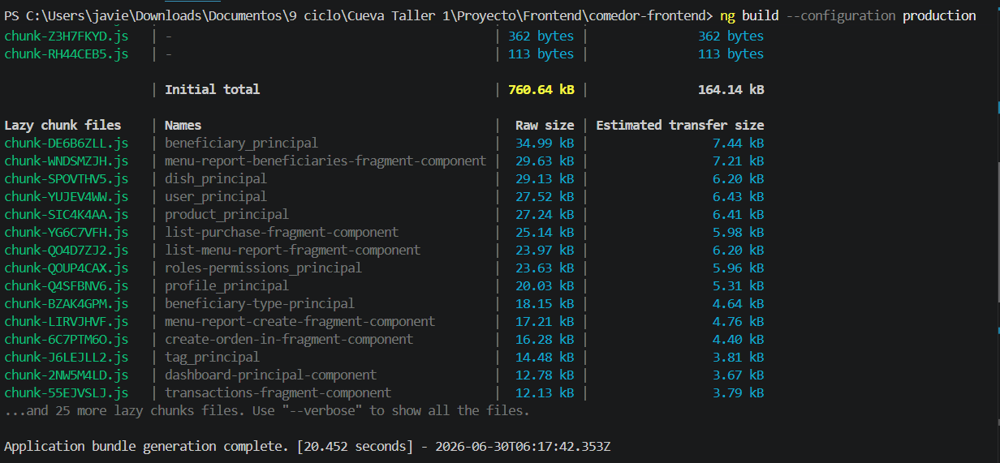 PS C:\Users\javie\Downloads\Documentos\9 ciclo\Cueva Taller 1\Proyecto\Frontend\comedor-frontend> ng build --configuration production
chunk-Z3H7FKYD.js | - | 362 bytes | 362 bytes
chunk-RH44CEB5.js | - | 113 bytes | 113 bytes
| Initial total | 760.64 kB | 164.14 kB
Lazy chunk files | Names | Raw size | Estimated transfer size
chunk-DE6B6ZLL.js | beneficiary_principal | 34.99 kB | 7.44 kB
chunk-WNDSMZJH.js | menu-report-beneficiaries-fragment-component | 29.63 kB | 7.21 kB
chunk-SPOVTHV5.js | dish_principal | 29.13 kB | 6.20 kB
chunk-YUJEV4WW.js | user_principal | 27.52 kB | 6.43 kB
chunk-SIC4K4AA.js | product_principal | 27.24 kB | 6.41 kB
chunk-YG6C7VFH.js | list-purchase-fragment-component | 25.14 kB | 5.98 kB
chunk-QO4D7ZJ2.js | list-menu-report-fragment-component | 23.97 kB | 6.20 kB
chunk-QOUP4CAX.js | roles-permissions_principal | 23.63 kB | 5.96 kB
chunk-Q4SFBNV6.js | profile_principal | 20.03 kB | 5.31 kB
chunk-BZAK4GPM.js | beneficiary-type-principal | 18.15 kB | 4.64 kB
chunk-LIRVJHVF.js | menu-report-create-fragment-component | 17.21 kB | 4.76 kB
chunk-6C7PTM6O.js | create-orden-in-fragment-component | 16.28 kB | 4.40 kB
chunk-J6LEJLL2.js | tag_principal | 14.48 kB | 3.81 kB
chunk-2NW5M4LD.js | dashboard-principal-component | 12.78 kB | 3.67 kB
chunk-55EJVSLJ.js | transactions-fragment-component | 12.13 kB | 3.79 kB
...and 25 more lazy chunks files. Use "--verbose" to show all the files.
Application bundle generation complete. [20.452 seconds] - 2026-06-30T06:17:42.353Z